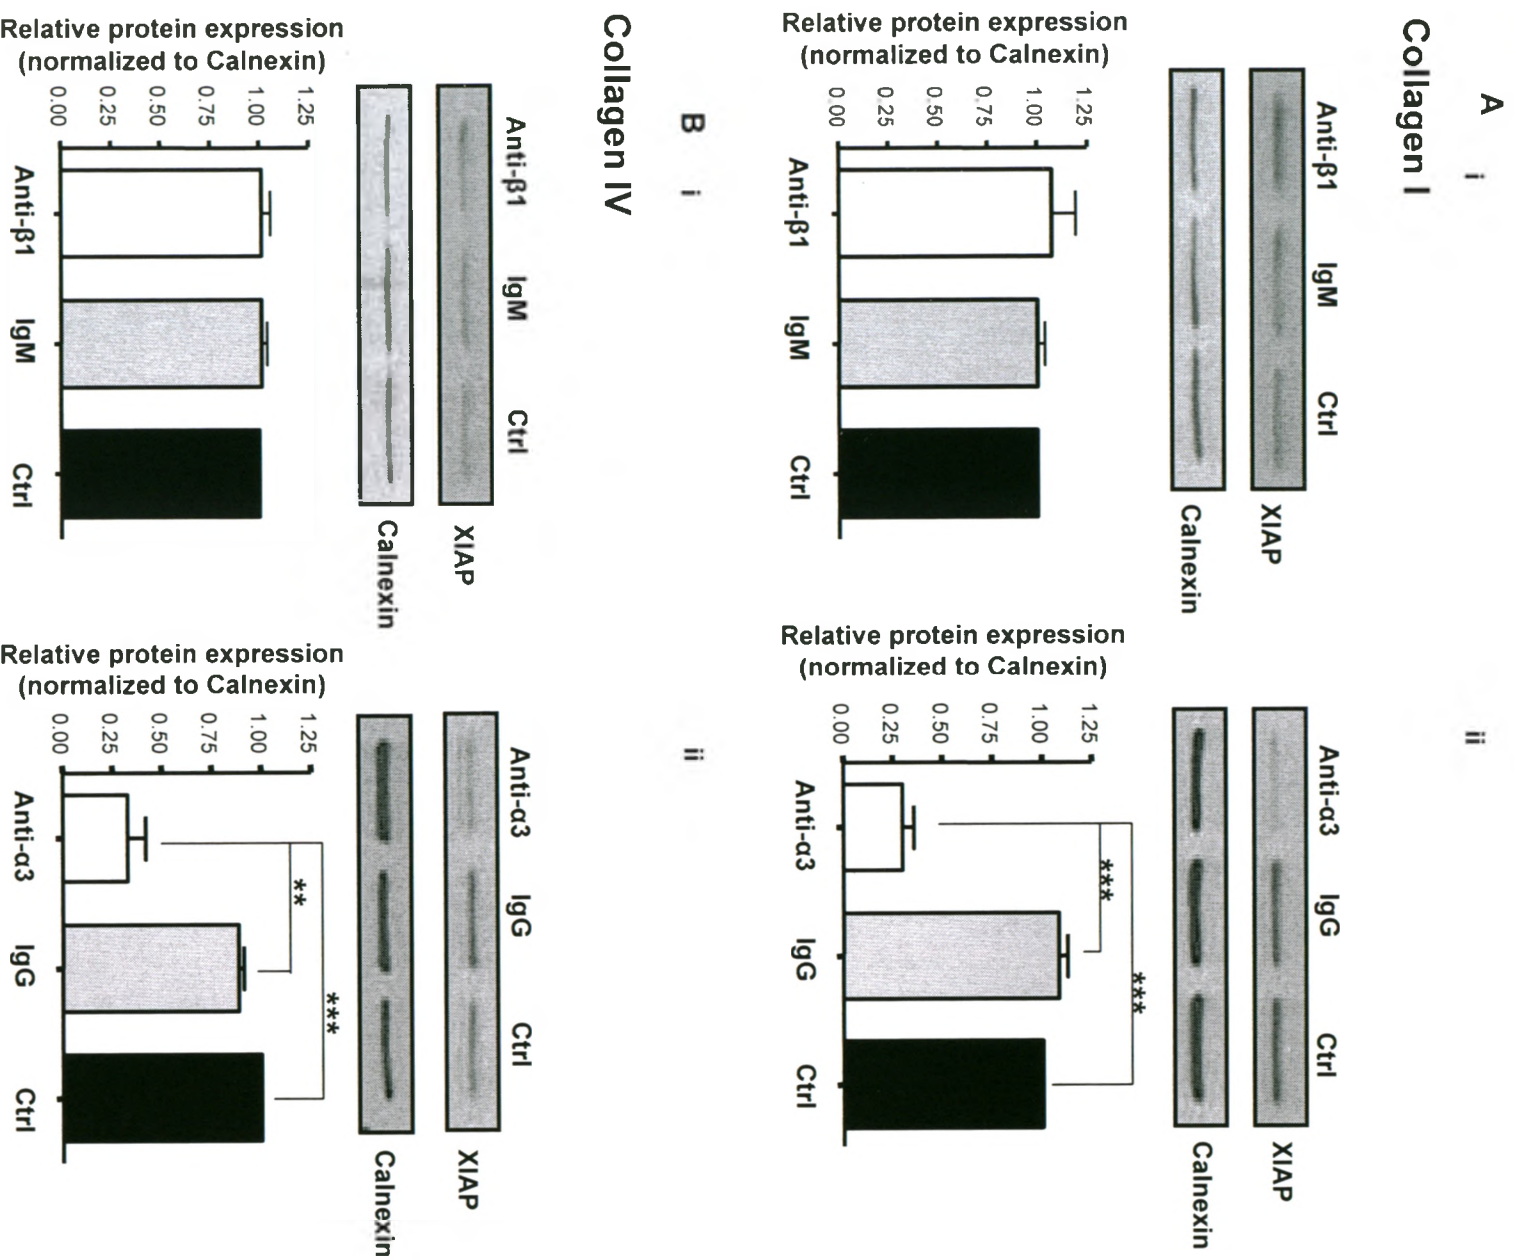 A
i
ii
Collagen I
Anti-β1 IgM Ctrl
XIAP
Calnexin
Relative protein expression
(normalized to Calnexin)
1.25
1.00
0.75
0.50
0.25
0.00
Anti-β1 IgM Ctrl
Anti-α3 IgG Ctrl
XIAP
Calnexin
Relative protein expression
(normalized to Calnexin)
1.25
1.00
0.75
0.50
0.25
0.00
***
***
Anti-α3 IgG Ctrl
B
i
ii
Collagen IV
Anti-β1 IgM Ctrl
XIAP
Calnexin
Relative protein expression
(normalized to Calnexin)
1.25
1.00
0.75
0.50
0.25
0.00
Anti-β1 IgM Ctrl
Anti-α3 IgG Ctrl
XIAP
Calnexin
Relative protein expression
(normalized to Calnexin)
1.25
1.00
0.75
0.50
0.25
0.00
***
**
Anti-α3 IgG Ctrl